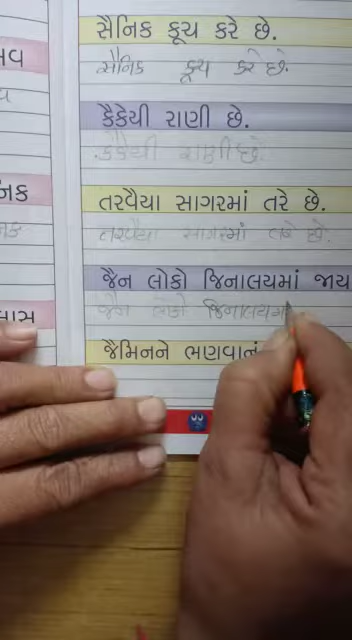 સૈનિક કૂચ કરે છે.
સૈનિક કૂચ કરે છે.
કૈકેયી રાણી છે.
કૈકેયી રાણી છે.
તરવૈયા સાગરમાં તરે છે.
તરવૈયા સાગરમાં તરે છે.
જૈન લોકો જિનાલયમાં જાય
જૈન લોકો જિનાલયમ
જૈમિનને ભણવાનું